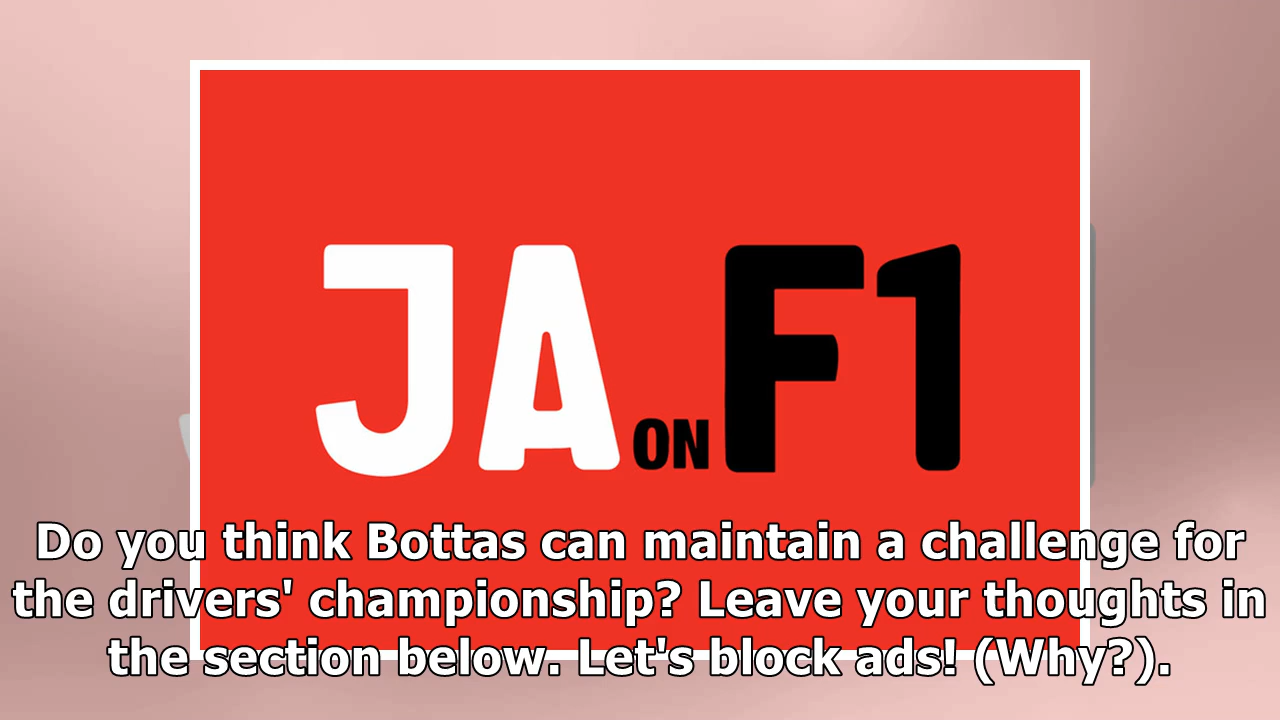 JA ON F1
Do you think Bottas can maintain a challenge for
the drivers' championship? Leave your thoughts in
the section below. Let's block ads! (Why?).